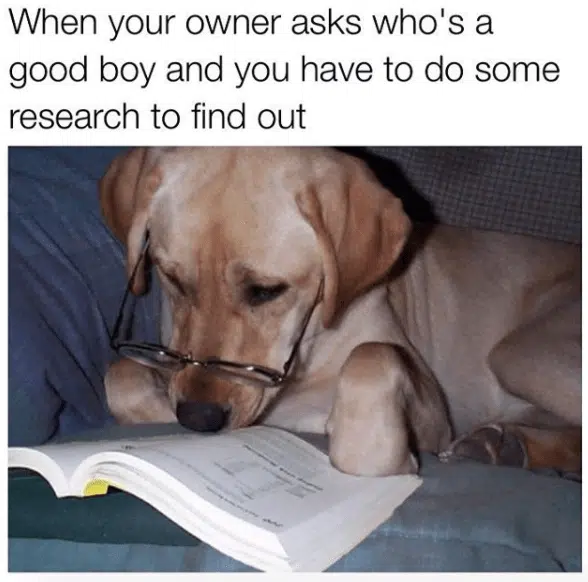 When your owner asks who's a
good boy and you have to do some
research to find out